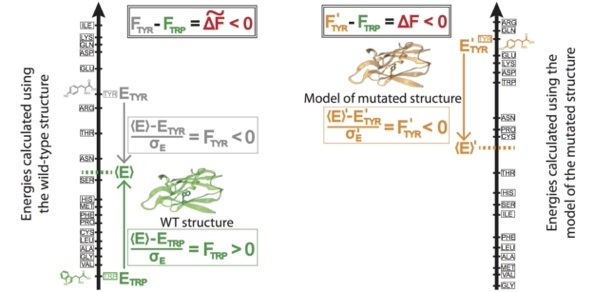 F_TYR - F_TRP = ΔF̃ < 0
F'_TYR - F_TRP = ΔF < 0
Energies calculated using
the wild-type structure
ILE
LYS
GLN
ASP
GLU
TYR E_TYR
ARG
THR
ASN
⟨E⟩
SER
HIS
MET
PHE
PRO
CYS
LEU
ALA
GLY
VAL
TRP E_TRP
(⟨E⟩-E_TYR)/σ_E = F_TYR < 0
WT structure
(⟨E⟩-E_TRP)/σ_E = F_TRP > 0
Model of mutated structure
(⟨E⟩'-E'_TYR)/σ'_E = F'_TYR < 0
ARG
GLN
E'_TYR TYR
GLU
LYS
ASP
TRP
ASN
PRO
CYS
⟨E⟩'
THR
HIS
SER
ILE
PHE
LEU
ALA
MET
VAL
GLY
Energies calculated using the
model of the mutated structure